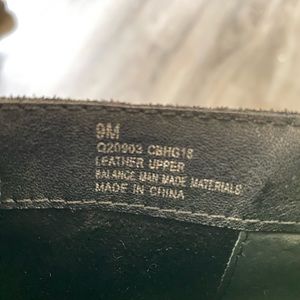 9M
Q20903 CBHG18
LEATHER UPPER
BALANCE MAN MADE MATERIALS
MADE IN CHINA